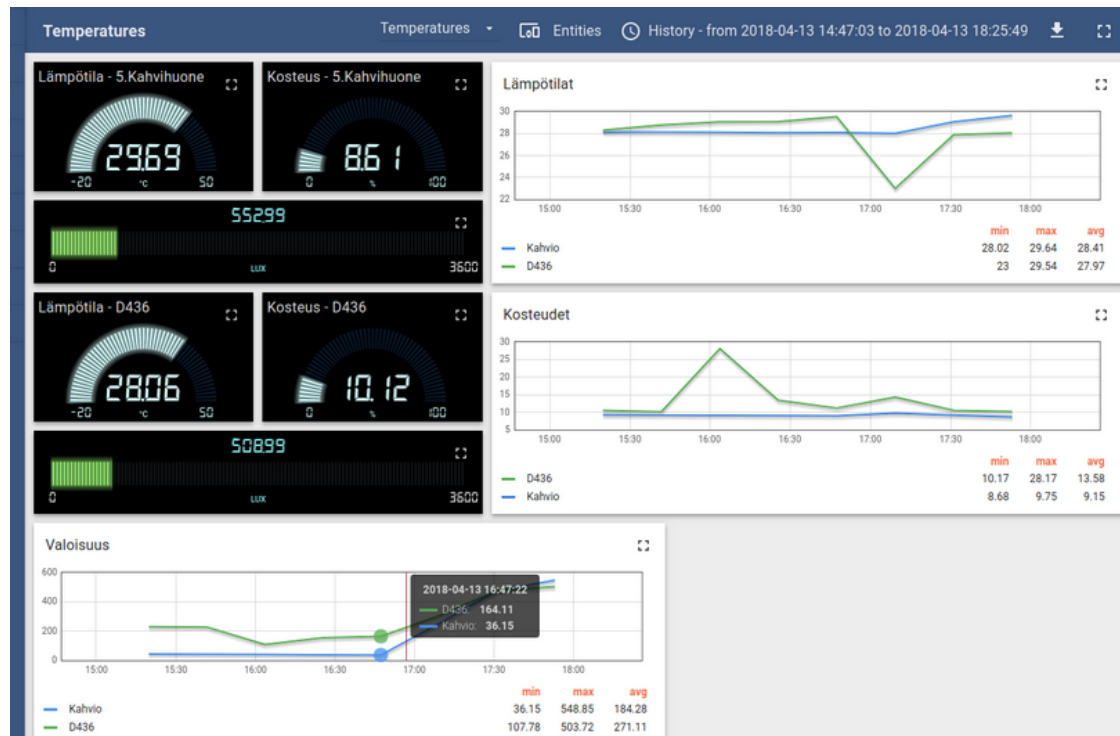 Temperatures
Temperatures
Entities
History - from 2018-04-13 14:47:03 to 2018-04-13 18:25:49
Lämpötila - 5.Kahvihuone
29.69
-20 °C 50
Kosteus - 5.Kahvihuone
8.61
0 % 100
552.99
0 LUX 3600
Lämpötila - D436
28.06
-20 °C 50
Kosteus - D436
10.12
0 % 100
508.99
0 LUX 3600
Lämpötilat
30
28
26
24
22
15:00 15:30 16:00 16:30 17:00 17:30 18:00
min max avg
Kahvio 28.02 29.64 28.41
D436 23 29.54 27.97
Kosteudet
30
25
20
15
10
5
15:00 15:30 16:00 16:30 17:00 17:30 18:00
min max avg
D436 10.17 28.17 13.58
Kahvio 8.68 9.75 9.15
Valoisuus
600
400
200
0
2018-04-13 16:47:22
D436: 164.11
Kahvio: 36.15
15:00 15:30 16:00 16:30 17:00 17:30 18:00
min max avg
Kahvio 36.15 548.85 184.28
D436 107.78 503.72 271.11